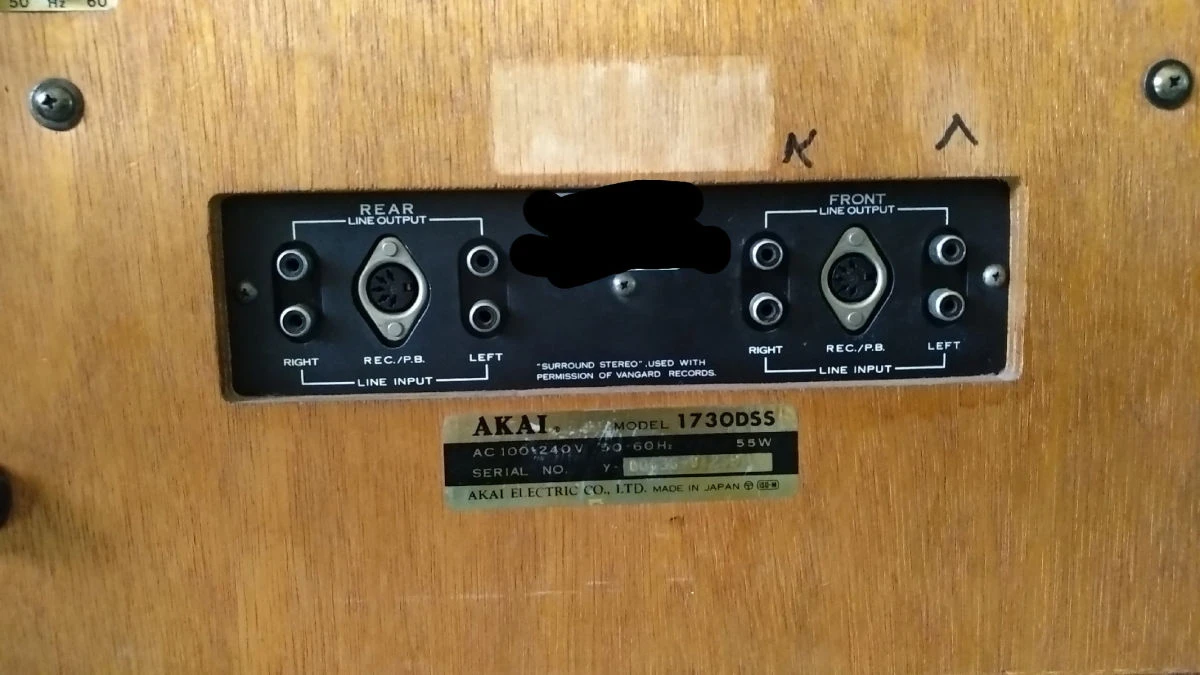 50 Hz 60
REAR
LINE OUTPUT
RIGHT REC./P.B. LEFT
LINE INPUT
"SURROUND STEREO", USED WITH
PERMISSION OF VANGARD RECORDS.
FRONT
LINE OUTPUT
RIGHT REC./P.B. LEFT
LINE INPUT
AKAI® MODEL 1730DSS
AC 100-240V 50-60Hz 55W
SERIAL NO. Y-
AKAI ELECTRIC CO., LTD. MADE IN JAPAN